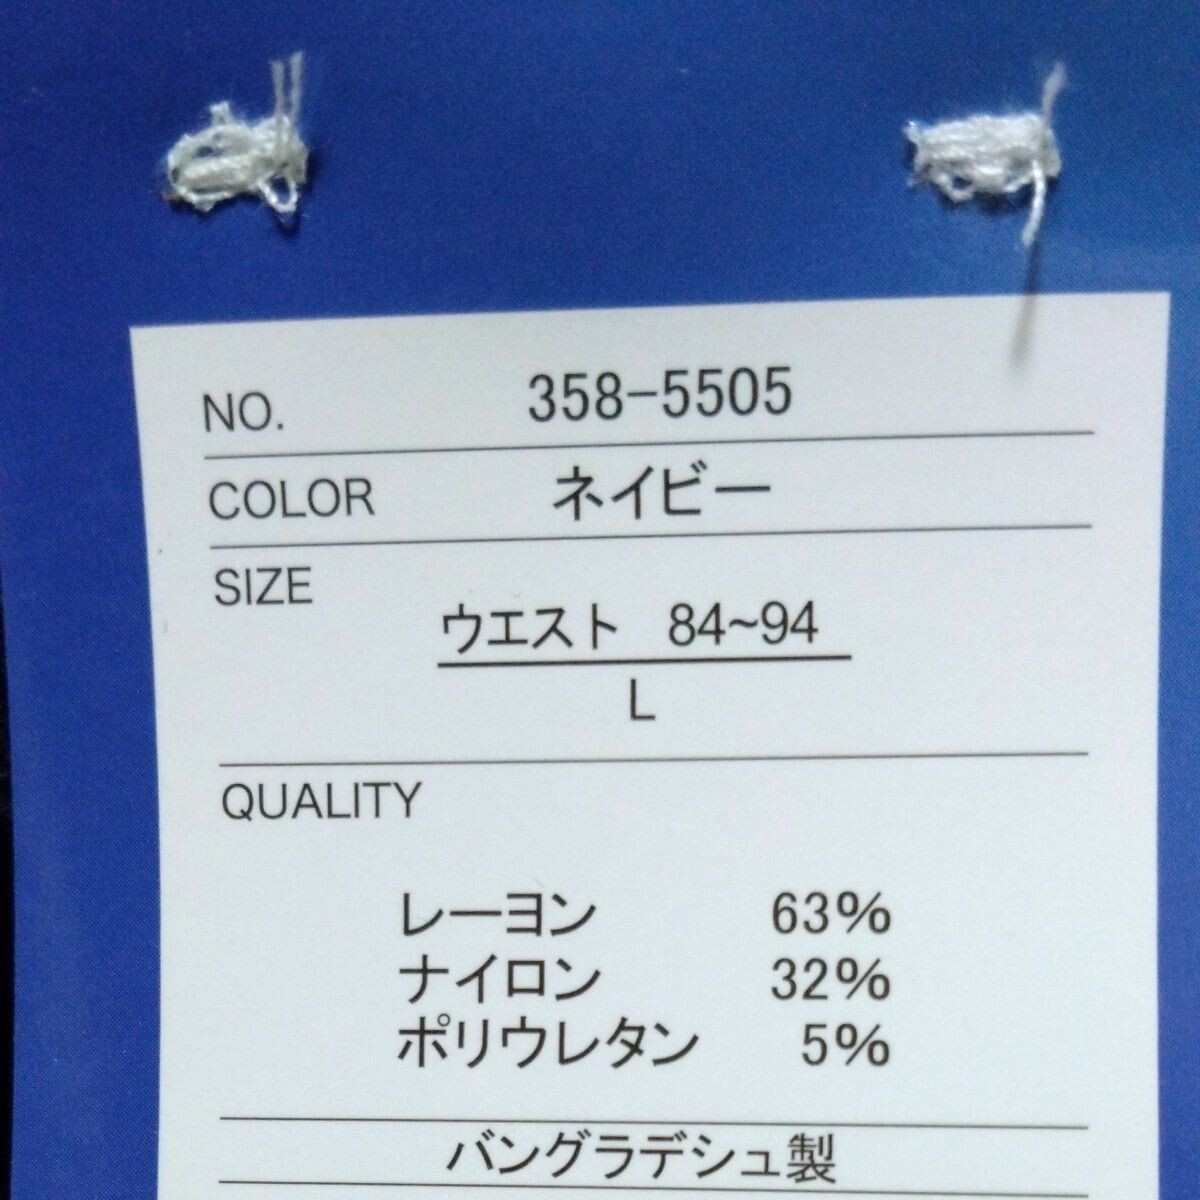 NO. 358-5505
COLOR ネイビー
SIZE
ウエスト 84~94
L
QUALITY
レーヨン 63%
ナイロン 32%
ポリウレタン 5%
バングラデシュ製